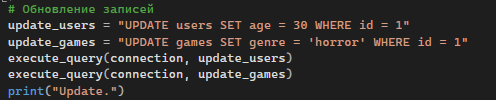 # Обновление записей
update_users = "UPDATE users SET age = 30 WHERE id = 1"
update_games = "UPDATE games SET genre = 'horror' WHERE id = 1"
execute_query(connection, update_users)
execute_query(connection, update_games)
print("Update.")